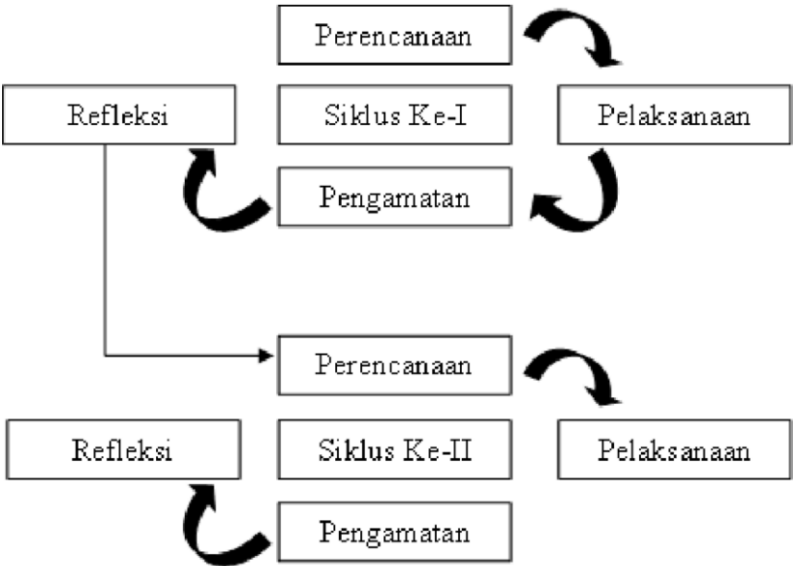 Perencanaan
Refleksi
Siklus Ke-I
Pelaksanaan
Pengamatan
Perencanaan
Refleksi
Siklus Ke-II
Pelaksanaan
Pengamatan